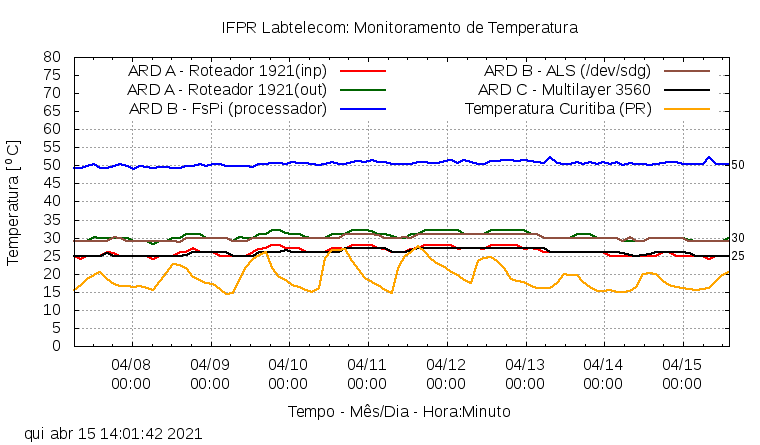 IFPR Labtelecom: Monitoramento de Temperatura
Temperatura [ºC]
80
75
70
65
60
55
50
45
40
35
30
25
20
15
10
5
0
ARD A - Roteador 1921(inp)
ARD A - Roteador 1921(out)
ARD B - FsPi (processador)
ARD B - ALS (/dev/sdg)
ARD C - Multilayer 3560
Temperatura Curitiba (PR)
50
30
25
04/08 04/09 04/10 04/11 04/12 04/13 04/14 04/15
00:00 00:00 00:00 00:00 00:00 00:00 00:00 00:00
Tempo - Mês/Dia - Hora:Minuto
qui abr 15 14:01:42 2021